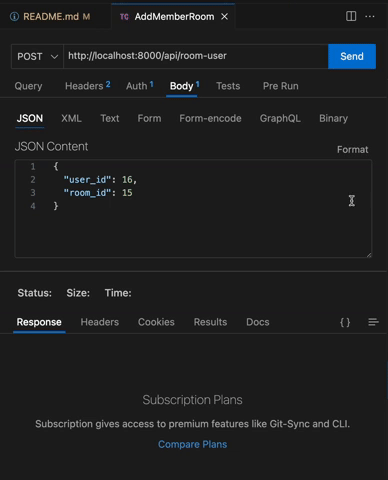 README.md M
TC AddMemberRoom
POST http://localhost:8000/api/room-user Send
Query Headers 2 Auth 1 Body 1 Tests Pre Run
JSON XML Text Form Form-encode GraphQL Binary
JSON Content
Format
1 {
2 "user_id": 16,
3 "room_id": 15
4 }
Status: Size: Time:
Response Headers Cookies Results Docs { }
Subscription Plans
Subscription gives access to premium features like Git-Sync and CLI.
Compare Plans